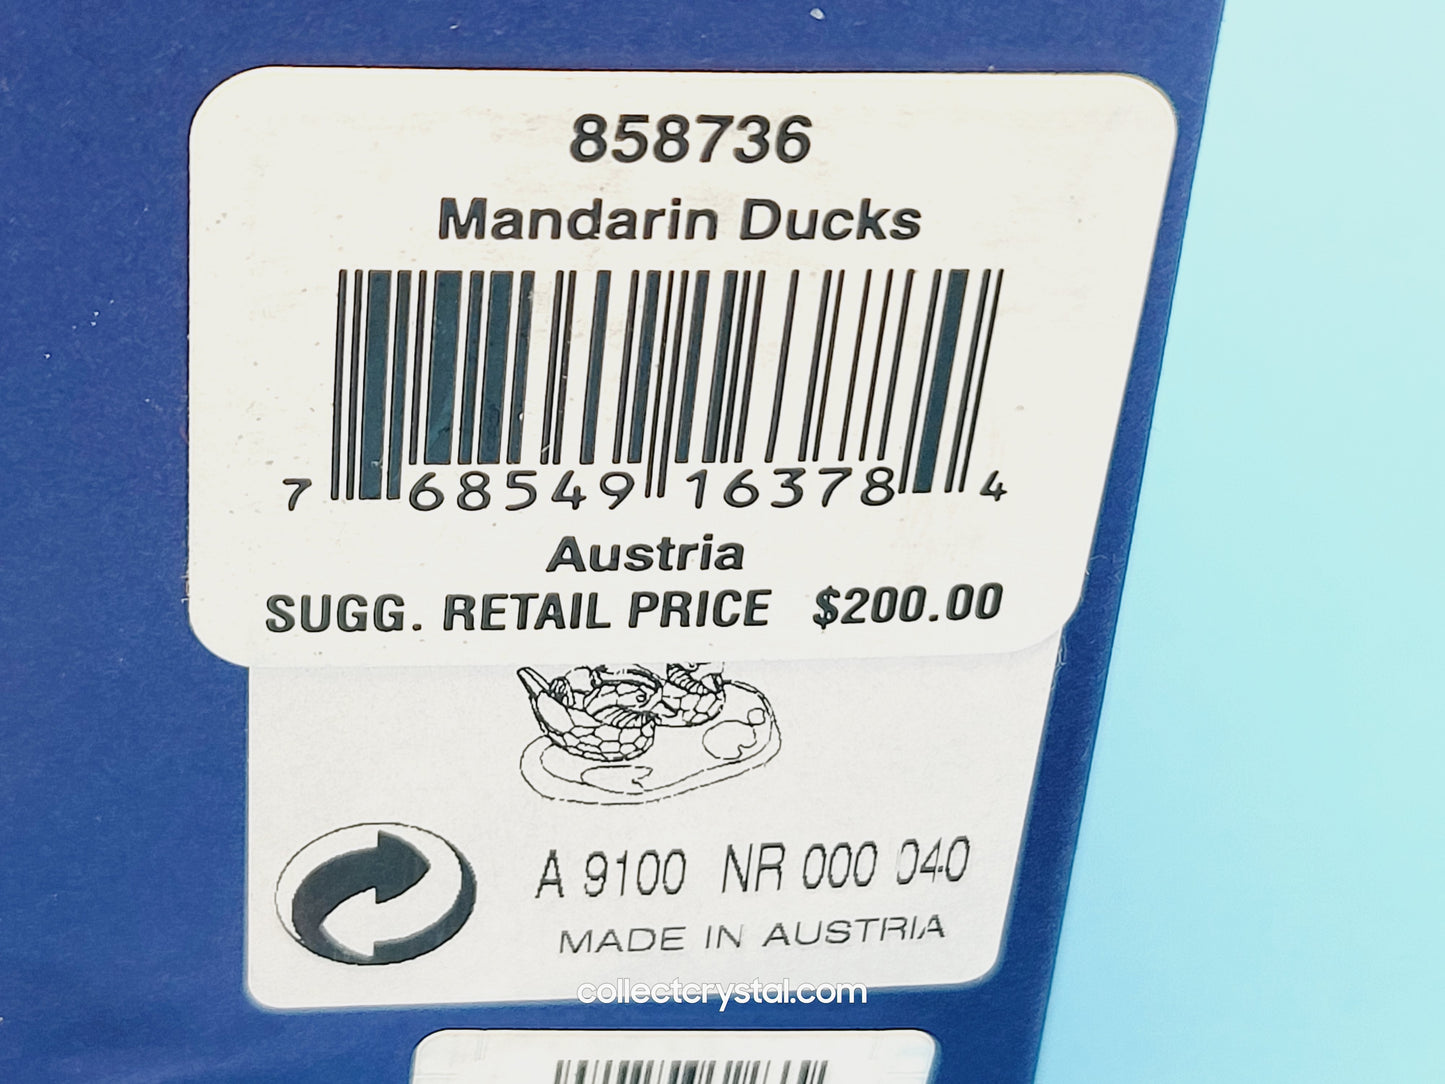 858736
Mandarin Ducks
7 68549 16378 4
Austria
SUGG. RETAIL PRICE $200.00
A 9100 NR 000 040
MADE IN AUSTRIA
collectcrystal.com